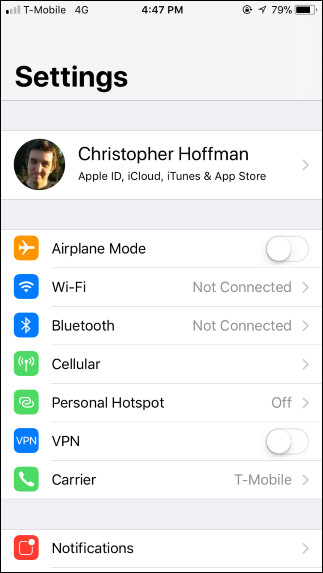 T-Mobile 4G 4:47 PM 79%
Settings
Christopher Hoffman
Apple ID, iCloud, iTunes & App Store
Airplane Mode
Wi-Fi Not Connected
Bluetooth Not Connected
Cellular
Personal Hotspot Off
VPN VPN
Carrier T-Mobile
Notifications